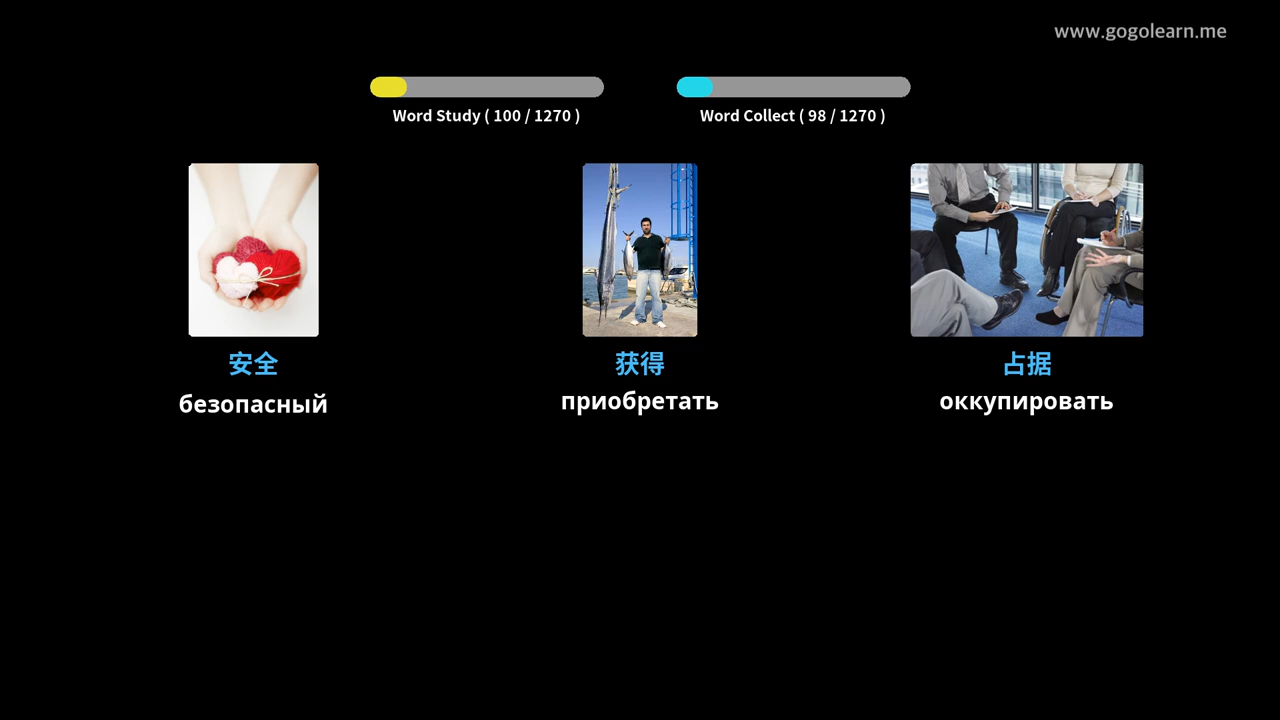 www.gogolearn.me
Word Study ( 100 / 1270 )
Word Collect ( 98 / 1270 )
安全
безопасный
获得
приобретать
占据
оккупировать